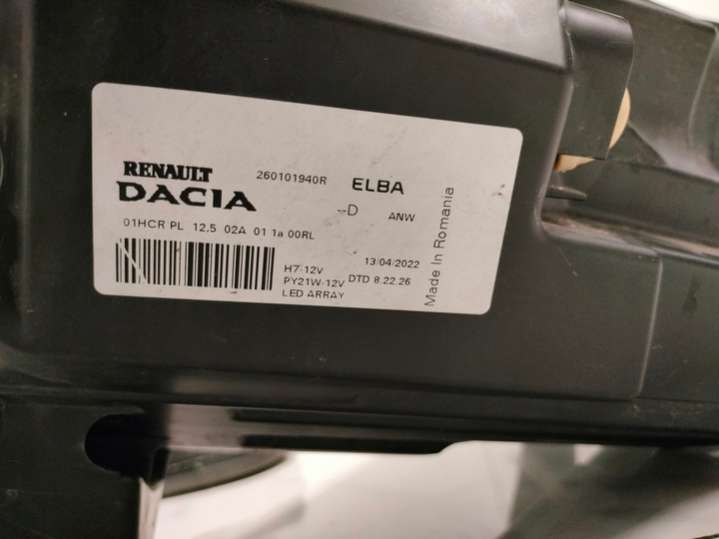 RENAULT
DACIA
260101940R ELBA
--D ANW
01HCR PL 12.5 02A 01 1a 00RL
13/04/2022
H7-12V
PY21W-12V DTD 8.22.26
LED ARRAY
Made In Romania